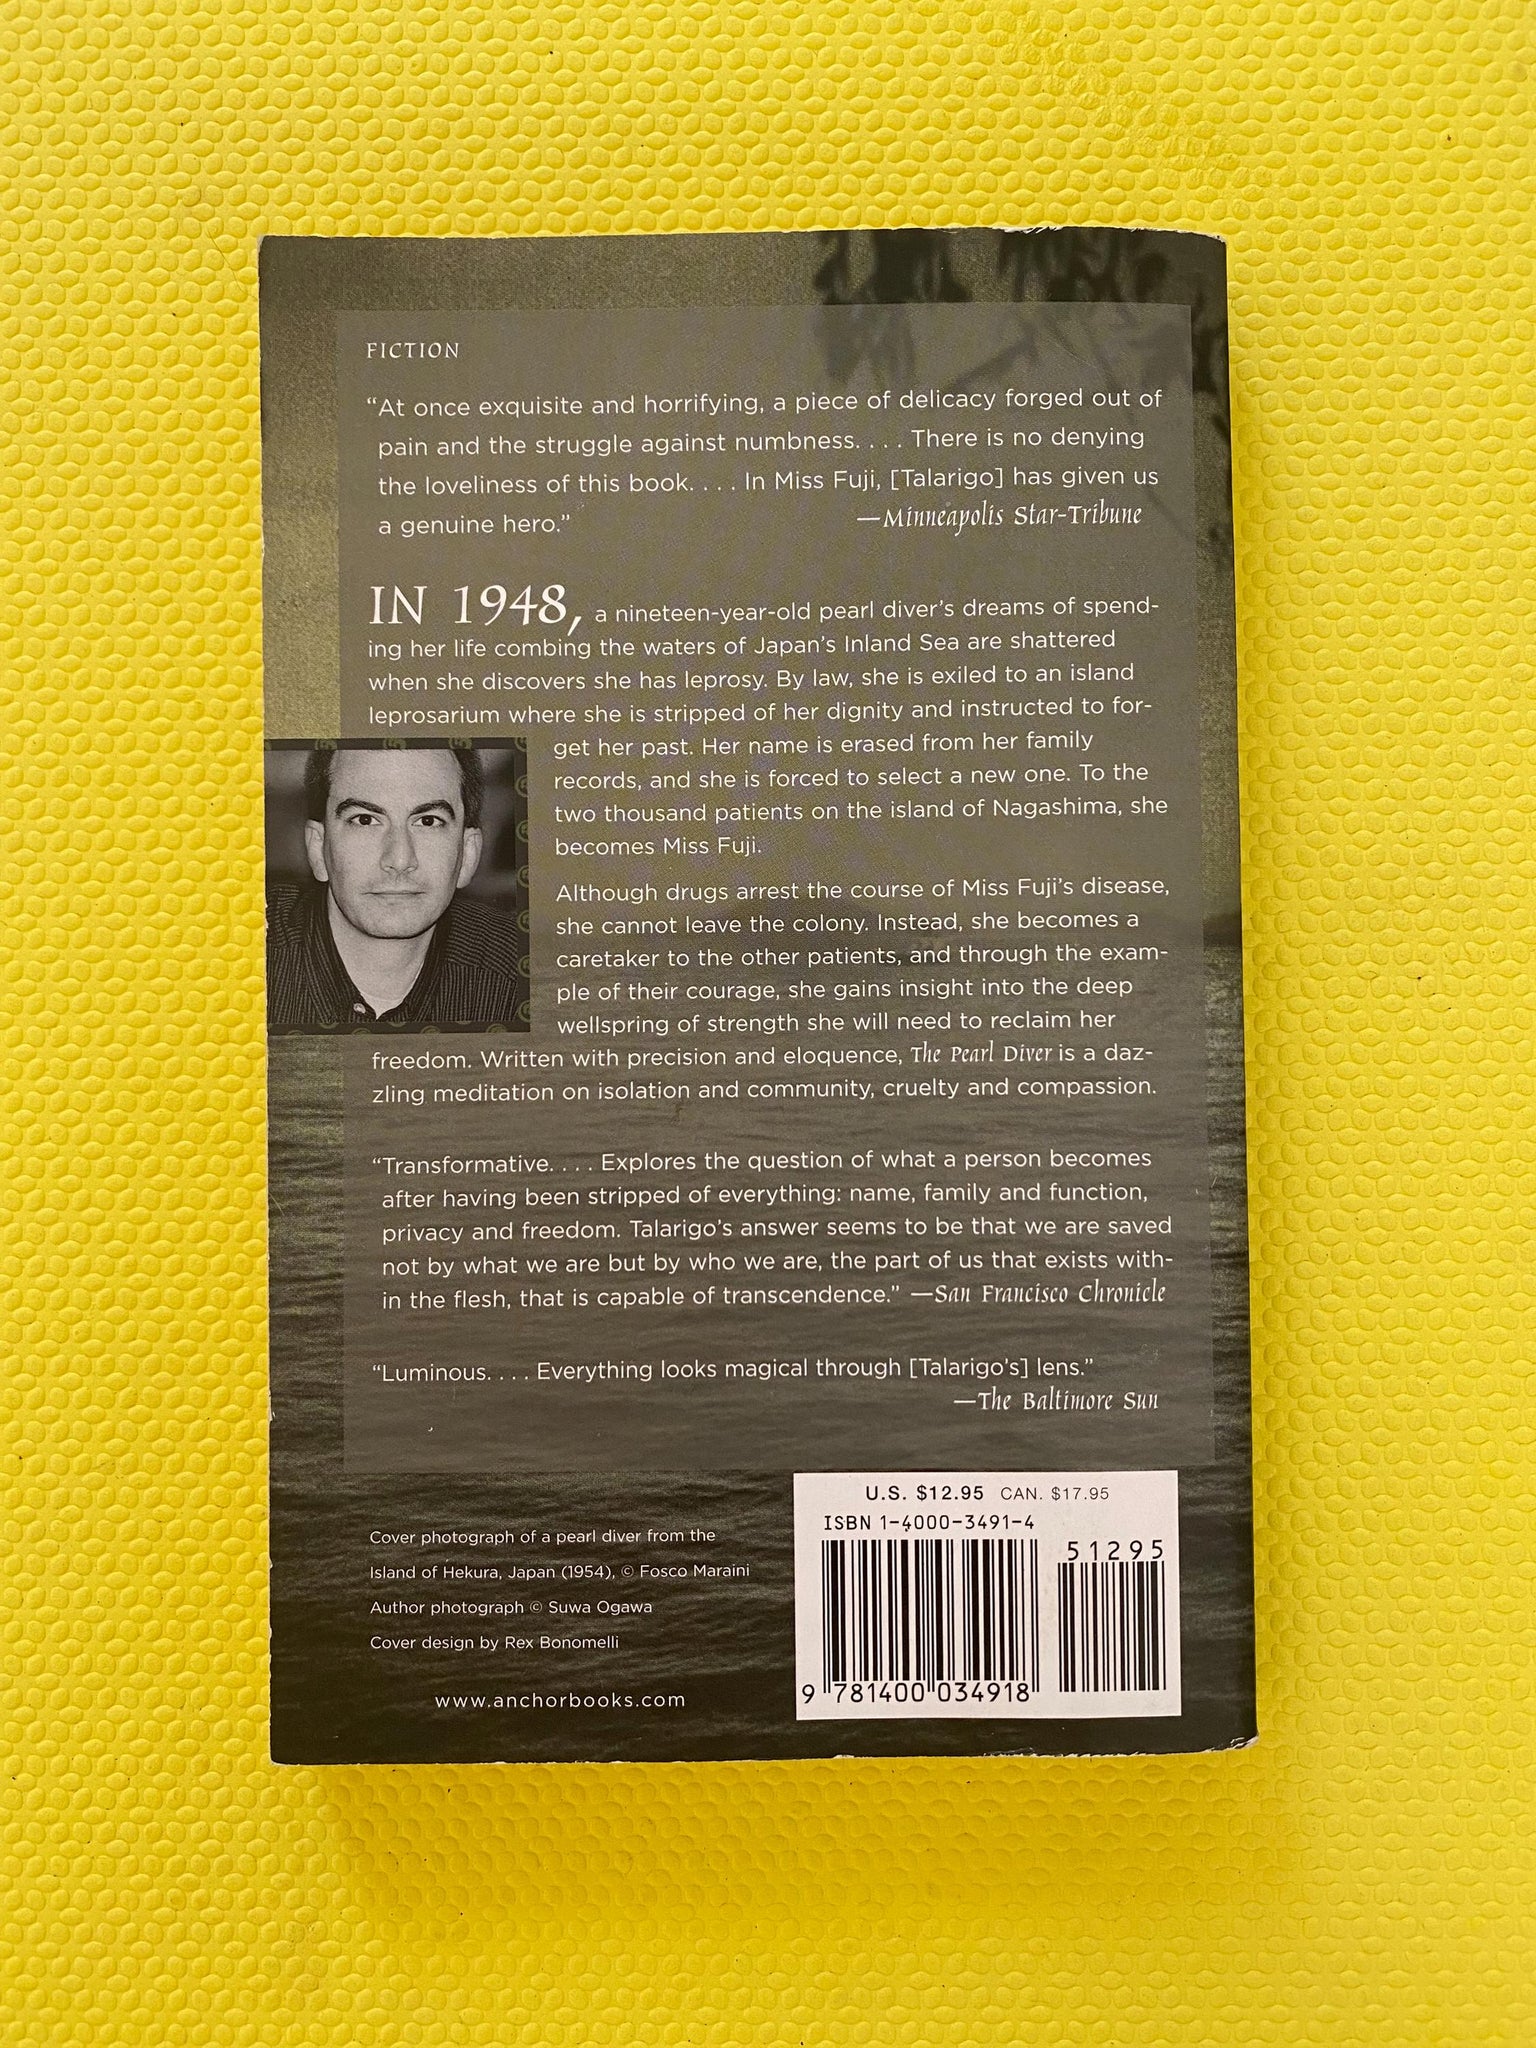 FICTION
“At once exquisite and horrifying, a piece of delicacy forged out of
pain and the struggle against numbness. . . . There is no denying
the loveliness of this book. . . . In Miss Fuji, [Talarigo] has given us
a genuine hero.” —Minneapolis Star-Tribune
IN 1948, a nineteen-year-old pearl diver’s dreams of spend-
ing her life combing the waters of Japan’s Inland Sea are shattered
when she discovers she has leprosy. By law, she is exiled to an island
leprosarium where she is stripped of her dignity and instructed to for-
get her past. Her name is erased from her family
records, and she is forced to select a new one. To the
two thousand patients on the island of Nagashima, she
becomes Miss Fuji.
Although drugs arrest the course of Miss Fuji’s disease,
she cannot leave the colony. Instead, she becomes a
caretaker to the other patients, and through the exam-
ple of their courage, she gains insight into the deep
wellspring of strength she will need to reclaim her
freedom. Written with precision and eloquence, The Pearl Diver is a daz-
zling meditation on isolation and community, cruelty and compassion.
“Transformative. . . . Explores the question of what a person becomes
after having been stripped of everything: name, family and function,
privacy and freedom. Talarigo’s answer seems to be that we are saved
not by what we are but by who we are, the part of us that exists with-
in the flesh, that is capable of transcendence.” —San Francisco Chronicle
“Luminous. . . . Everything looks magical through [Talarigo’s] lens.”
—The Baltimore Sun
Cover photograph of a pearl diver from the
Island of Hekura, Japan (1954), © Fosco Maraini
Author photograph © Suwa Ogawa
Cover design by Rex Bonomelli
www.anchorbooks.com
U.S. $12.95 CAN. $17.95
ISBN 1-4000-3491-4
51295
9 781400 034918